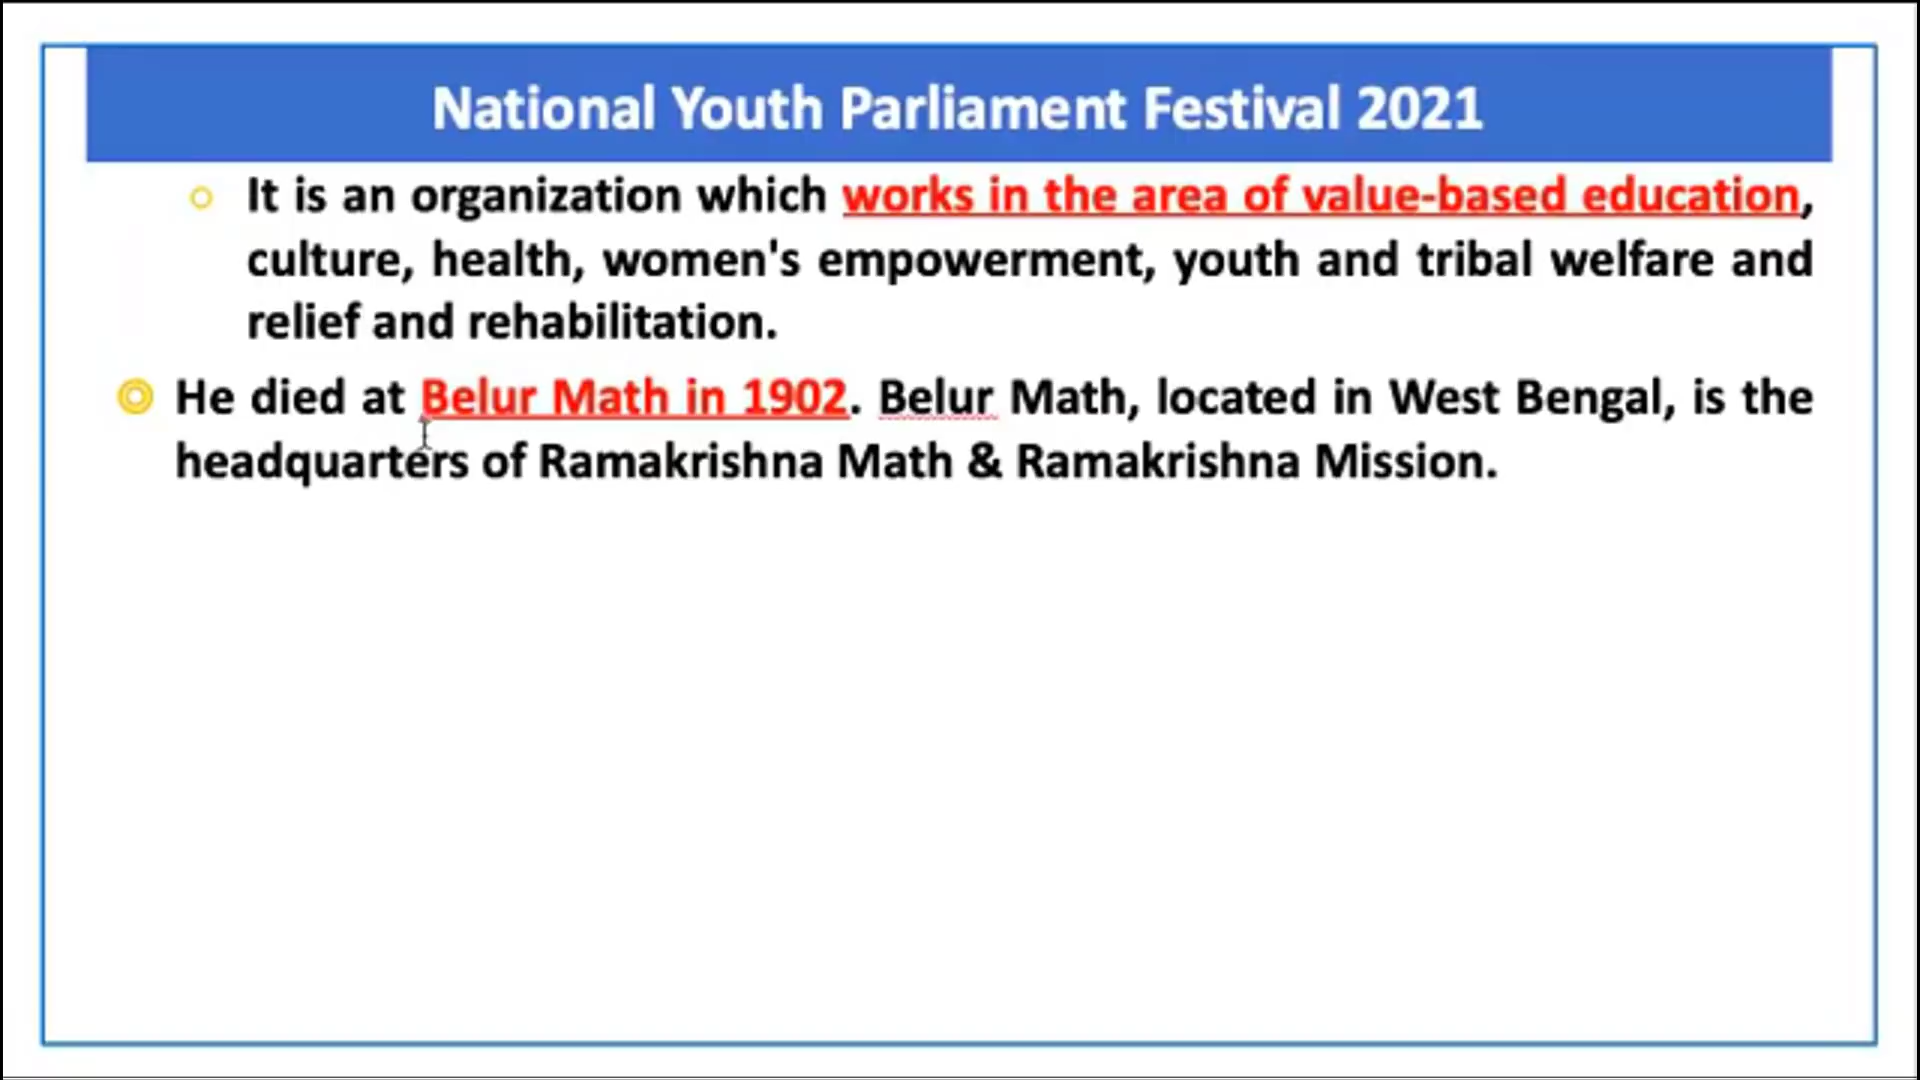 National Youth Parliament Festival 2021
It is an organization which works in the area of value-based education,
culture, health, women's empowerment, youth and tribal welfare and
relief and rehabilitation.
He died at Belur Math in 1902. Belur Math, located in West Bengal, is the
headquarters of Ramakrishna Math & Ramakrishna Mission.